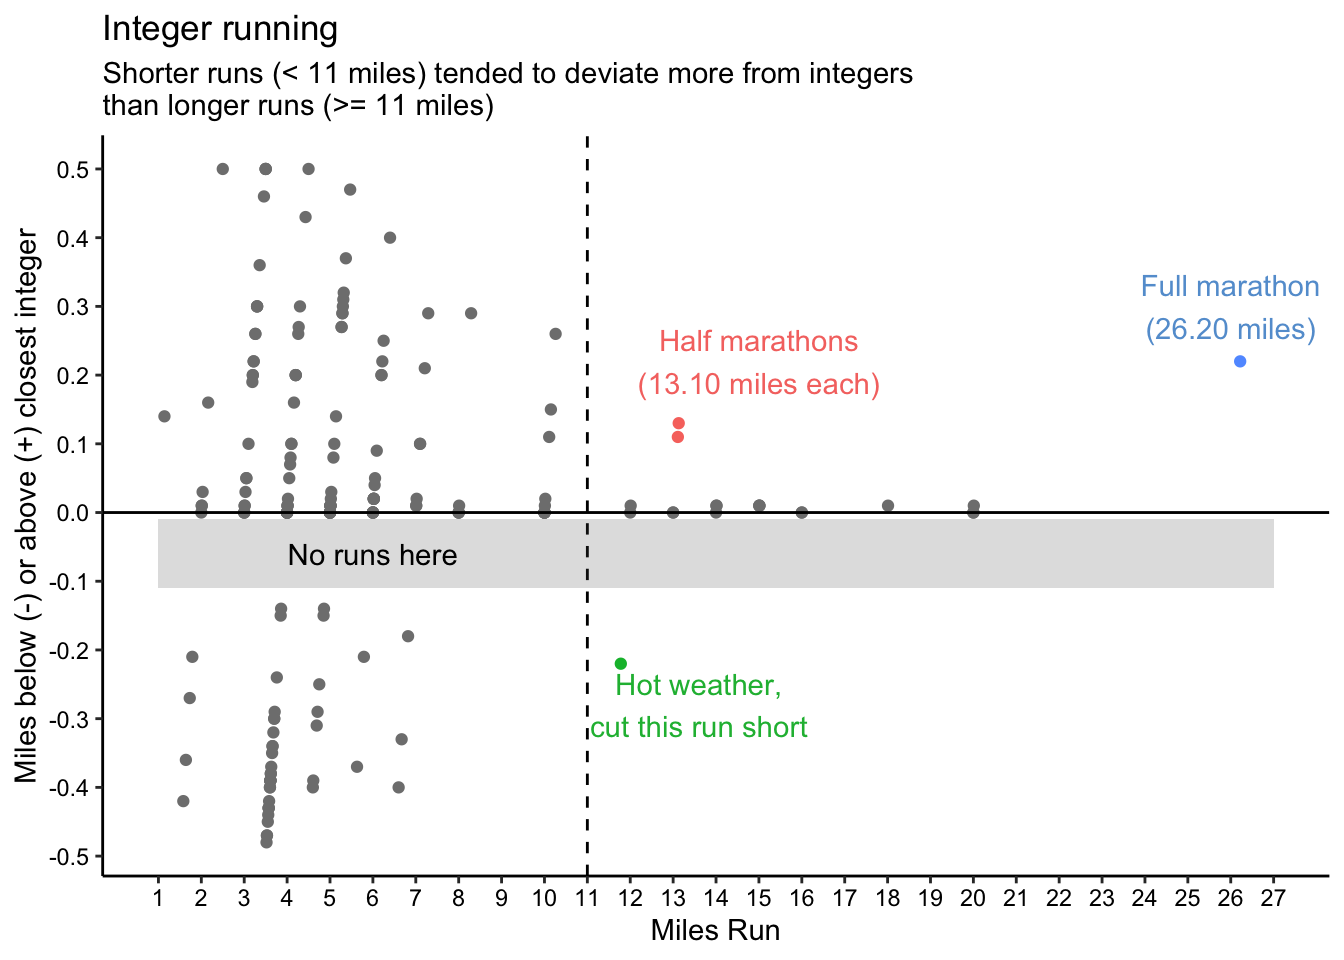 Integer running
Shorter runs (< 11 miles) tended to deviate more from integers
than longer runs (>= 11 miles)
Miles below (-) or above (+) closest integer
0.5
0.4
0.3
0.2
0.1
0.0
-0.1
-0.2
-0.3
-0.4
-0.5
Full marathon
(26.20 miles)
Half marathons
(13.10 miles each)
No runs here
Hot weather,
cut this run short
1 2 3 4 5 6 7 8 9 10 11 12 13 14 15 16 17 18 19 20 21 22 23 24 25 26 27
Miles Run